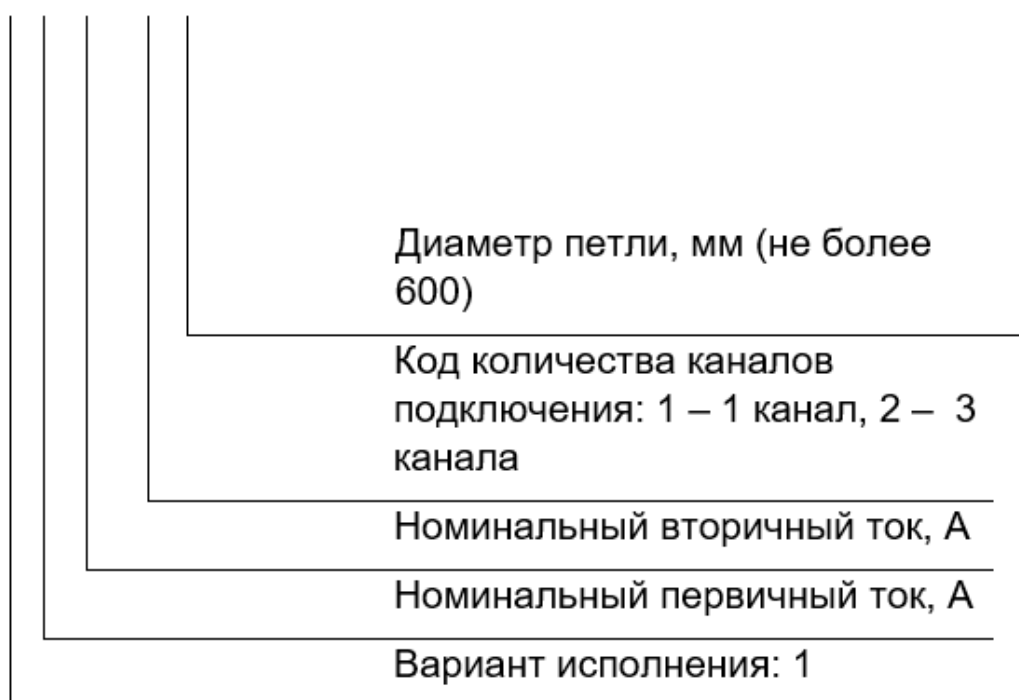 Диаметр петли, мм (не более
600)
Код количества каналов
подключения: 1 – 1 канал, 2 – 3
канала
Номинальный вторичный ток, А
Номинальный первичный ток, А
Вариант исполнения: 1